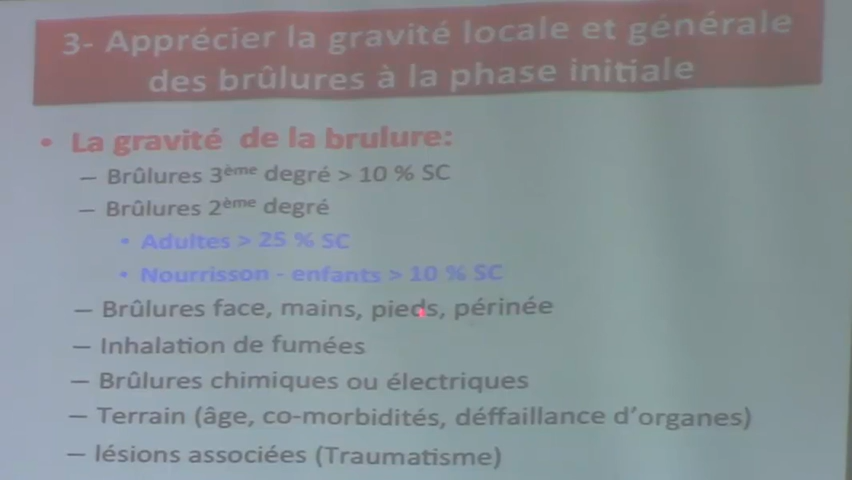 3- Apprécier la gravité locale et générale
des brûlures à la phase initiale
• La gravité de la brulure:
– Brûlures 3ème degré > 10 % SC
– Brûlures 2ème degré
• Adultes > 25 % SC
• Nourrisson - enfants > 10 % SC
– Brûlures face, mains, pieds, périnée
– Inhalation de fumées
– Brûlures chimiques ou électriques
– Terrain (âge, co-morbidités, déffaillance d'organes)
– lésions associées (Traumatisme)